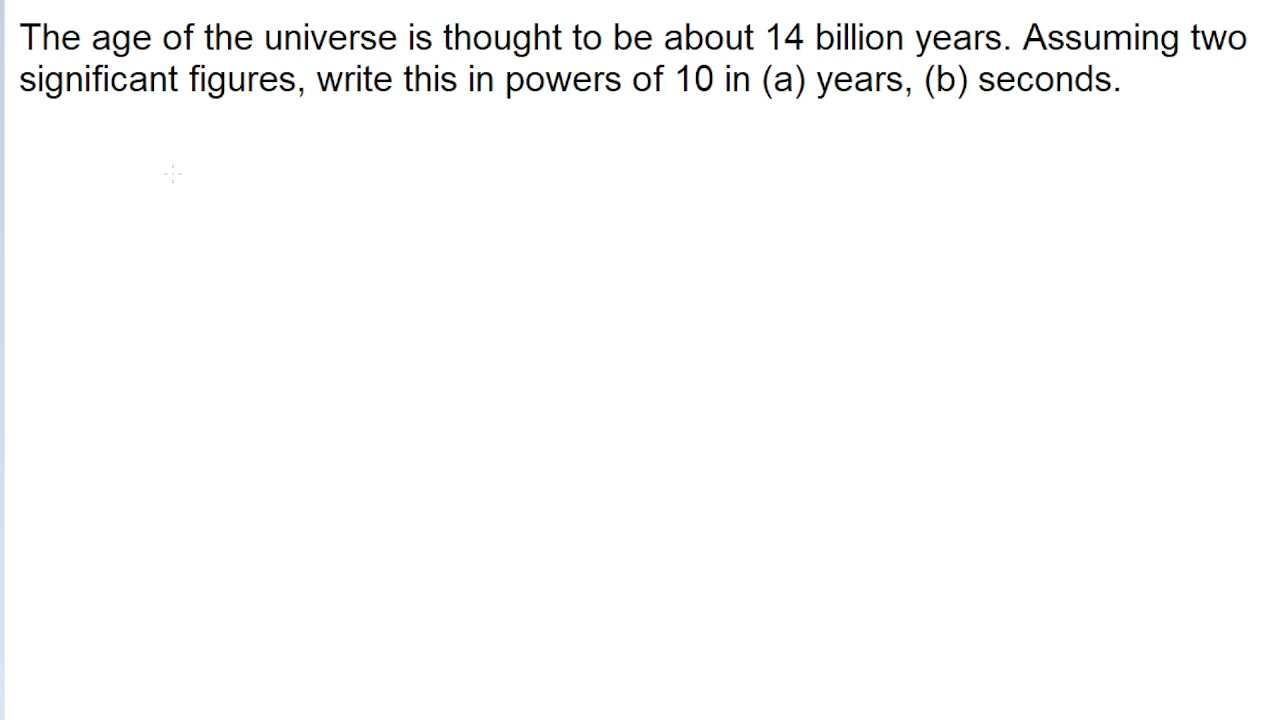 The age of the universe is thought to be about 14 billion years. Assuming two
significant figures, write this in powers of 10 in (a) years, (b) seconds.